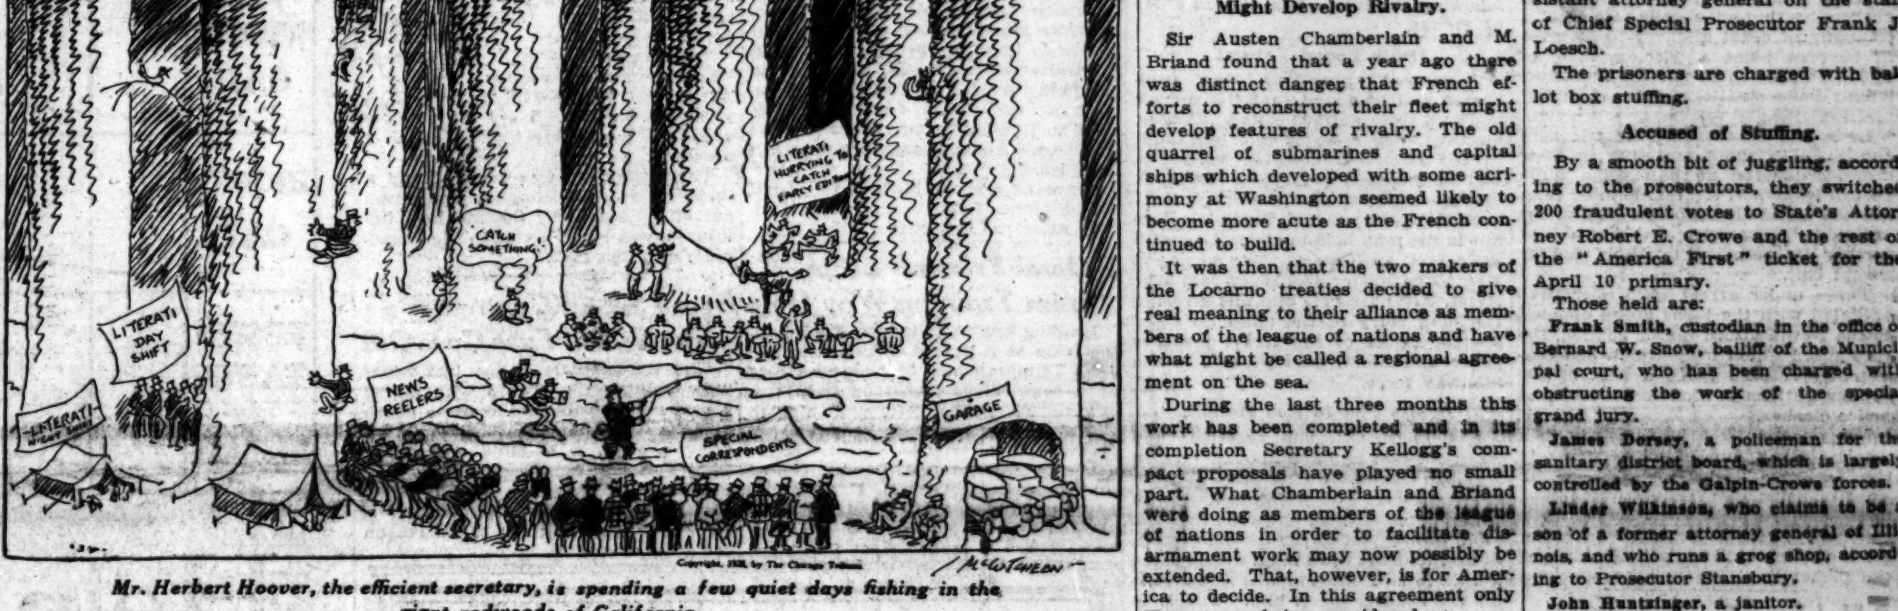 LITERATI
HURRYING TO
CATCH
EARLY EDITION
"CATCH
SOMETHING!"
LITERATI
DAY
SHIFT
LITERATI-
NIGHT SHIFT
NEWS
REELERS
SPECIAL
CORRESPONDENTS
GARAGE
Copyright, 1928, by The Chicago Tribune
McCUTCHEON
Mr. Herbert Hoover, the efficient secretary, is spending a few quiet days fishing in the
redwoods of California
Might Develop Rivalry.
Sir Austen Chamberlain and M.
Briand found that a year ago there
was distinct danger that French ef-
forts to reconstruct their fleet might
develop features of rivalry. The old
quarrel of submarines and capital
ships which developed with some acri-
mony at Washington seemed likely to
become more acute as the French con-
tinued to build.
It was then that the two makers of
the Locarno treaties decided to give
real meaning to their alliance as mem-
bers of the league of nations and have
what might be called a regional agree-
ment on the sea.
During the last three months this
work has been completed and in its
completion Secretary Kellogg's com-
pact proposals have played no small
part. What Chamberlain and Briand
were doing as members of the league
of nations in order to facilitate dis-
armament work may now possibly be
extended. That, however, is for Amer-
ica to decide. In this agreement only
sistant attorney general on the
of Chief Special Prosecutor Frank J.
Loesch.
The prisoners are charged with bal-
lot box stuffing.
Accused of Stuffing.
By a smooth bit of juggling, accord
ing to the prosecutors, they switched
200 fraudulent votes to State's Attor
ney Robert E. Crowe and the rest of
the "America First" ticket for the
April 10 primary.
Those held are:
Frank Smith, custodian in the office of
Bernard W. Snow, bailiff of the Munici
pal court, who has been charged with
obstructing the work of the special
grand jury.
James Dorsey, a policeman for the
sanitary district board, which is largely
controlled by the Galpin-Crowe forces.
Linder Wilkinson, who claims to be
son of a former attorney general of Illi
nois, and who runs a grog shop, accord
ing to Prosecutor Stansbury.
John Huntzinger, a janitor.